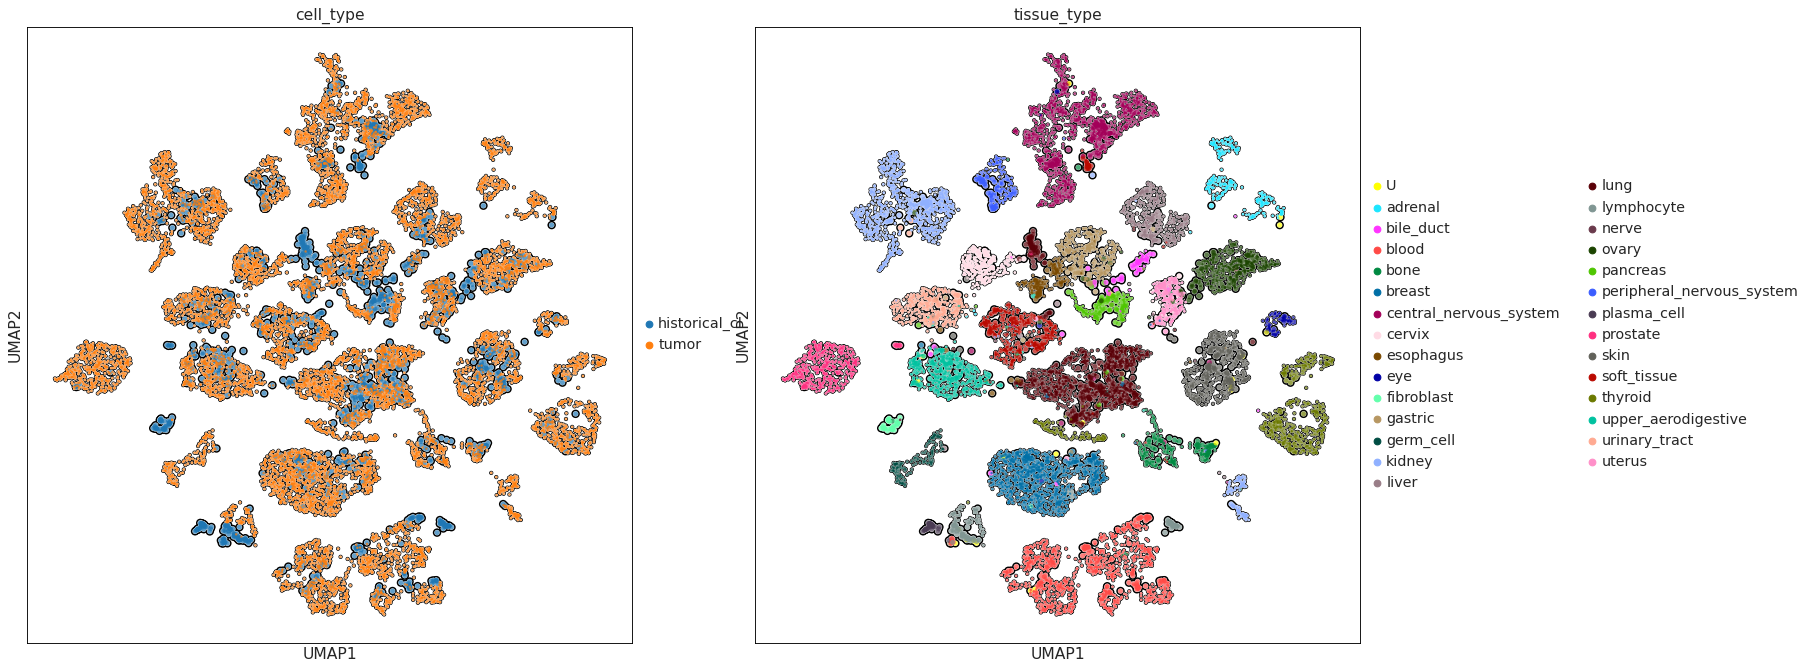 cell_type
UMAP2
UMAP1
historical_c
tumor
tissue_type
UMAP2
UMAP1
U
adrenal
bile_duct
blood
bone
breast
central_nervous_system
cervix
esophagus
eye
fibroblast
gastric
germ_cell
kidney
liver
lung
lymphocyte
nerve
ovary
pancreas
peripheral_nervous_system
plasma_cell
prostate
skin
soft_tissue
thyroid
upper_aerodigestive
urinary_tract
uterus